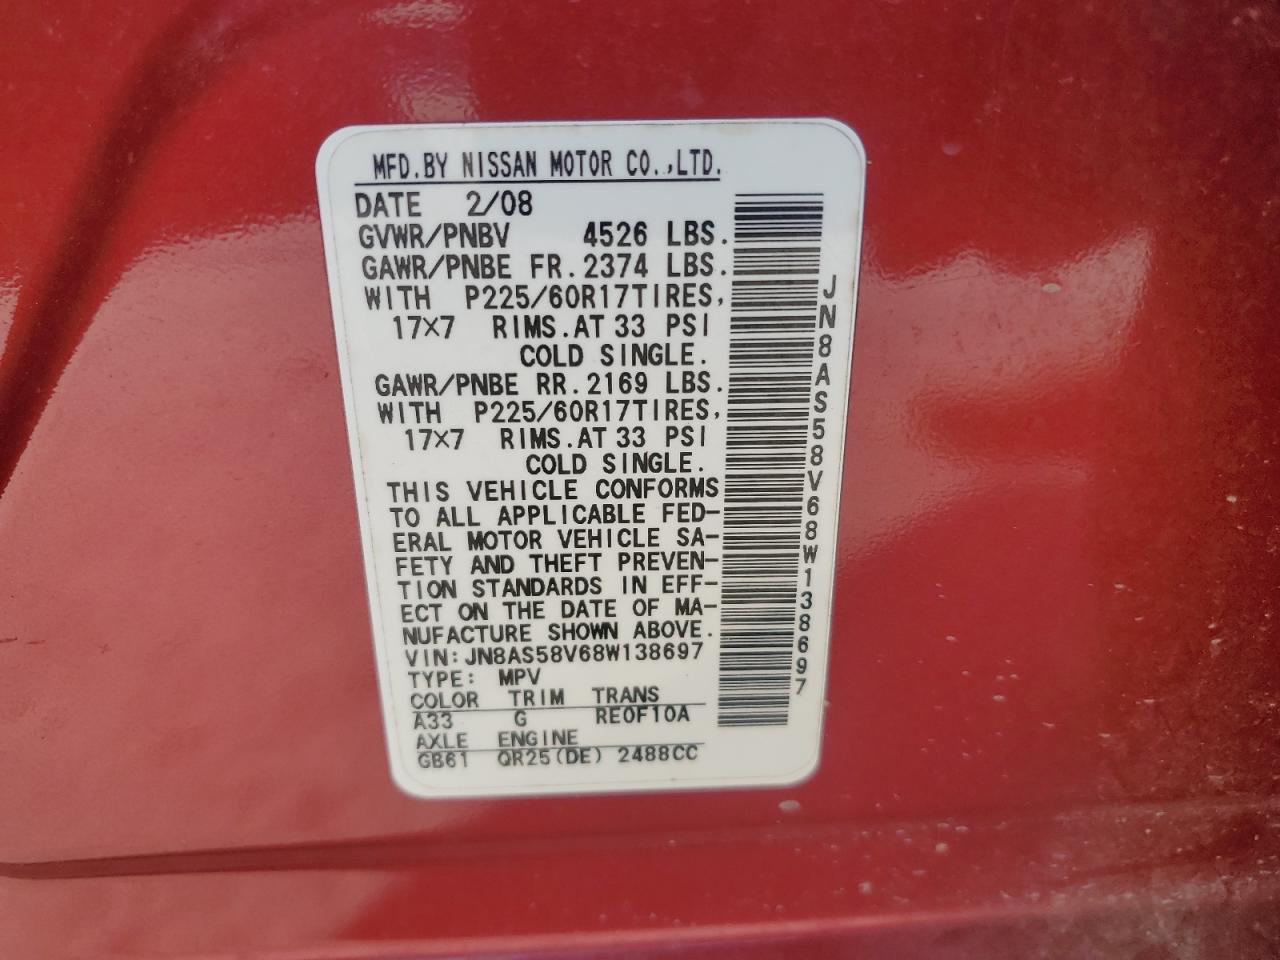 MFD.BY NISSAN MOTOR CO.,LTD.
DATE 2/08
GVWR/PNBV 4526 LBS.
GAWR/PNBE FR.2374 LBS.
WITH P225/60R17TIRES,
17×7 RIMS.AT 33 PSI
COLD SINGLE.
GAWR/PNBE RR.2169 LBS.
WITH P225/60R17TIRES,
17×7 RIMS.AT 33 PSI
COLD SINGLE.
THIS VEHICLE CONFORMS
TO ALL APPLICABLE FED-
ERAL MOTOR VEHICLE SA-
FETY AND THEFT PREVEN-
TION STANDARDS IN EFF-
ECT ON THE DATE OF MA-
NUFACTURE SHOWN ABOVE.
VIN:JN8AS58V68W138697
TYPE: MPV
COLOR TRIM TRANS
A33 G RE0F10A
AXLE ENGINE
GB61 QR25(DE) 2488CC
JN8AS58V68W138697